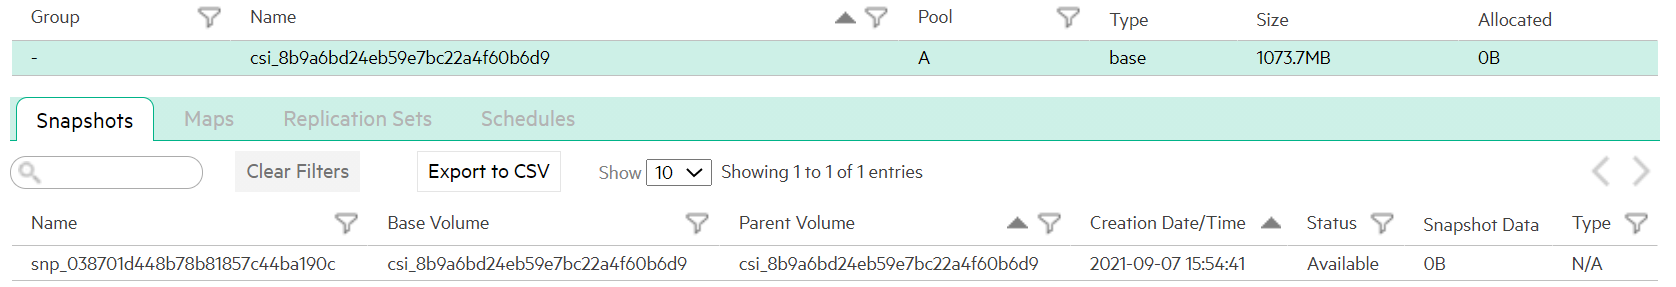 Group Name Pool Type Size Allocated
- csi_8b9a6bd24eb59e7bc22a4f60b6d9 A base 1073.7MB 0B
Snapshots Maps Replication Sets Schedules
Clear Filters Export to CSV Show 10 Showing 1 to 1 of 1 entries
Name Base Volume Parent Volume Creation Date/Time Status Snapshot Data Type
snp_038701d448b78b81857c44ba190c csi_8b9a6bd24eb59e7bc22a4f60b6d9 csi_8b9a6bd24eb59e7bc22a4f60b6d9 2021-09-07 15:54:41 Available 0B N/A